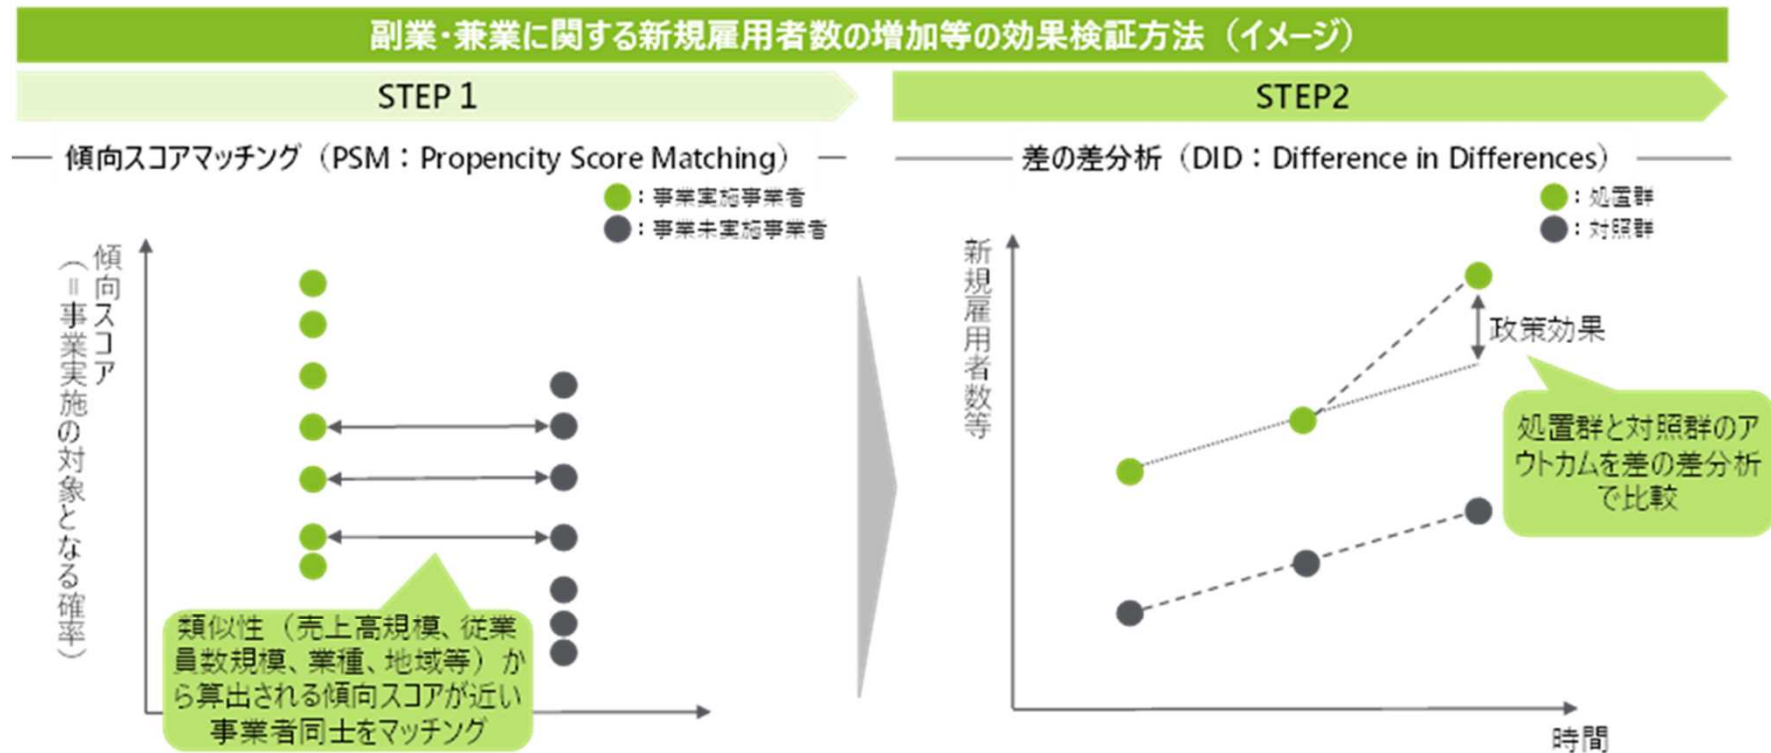 副業・兼業に関する新規雇用者数の増加等の効果検証方法（イメージ）
STEP 1
傾向スコアマッチング（PSM：Propencity Score Matching）
：事業実施事業者
：事業未実施事業者
傾向スコア
（＝事業実施の対象となる確率）
類似性（売上高規模、従業
員数規模、業種、地域等）か
ら算出される傾向スコアが近い
事業者同士をマッチング
STEP2
差の差分析（DID：Difference in Differences）
：処置群
：対照群
新規雇用者数等
政策効果
処置群と対照群のア
ウトカムを差の差分析
で比較
時間